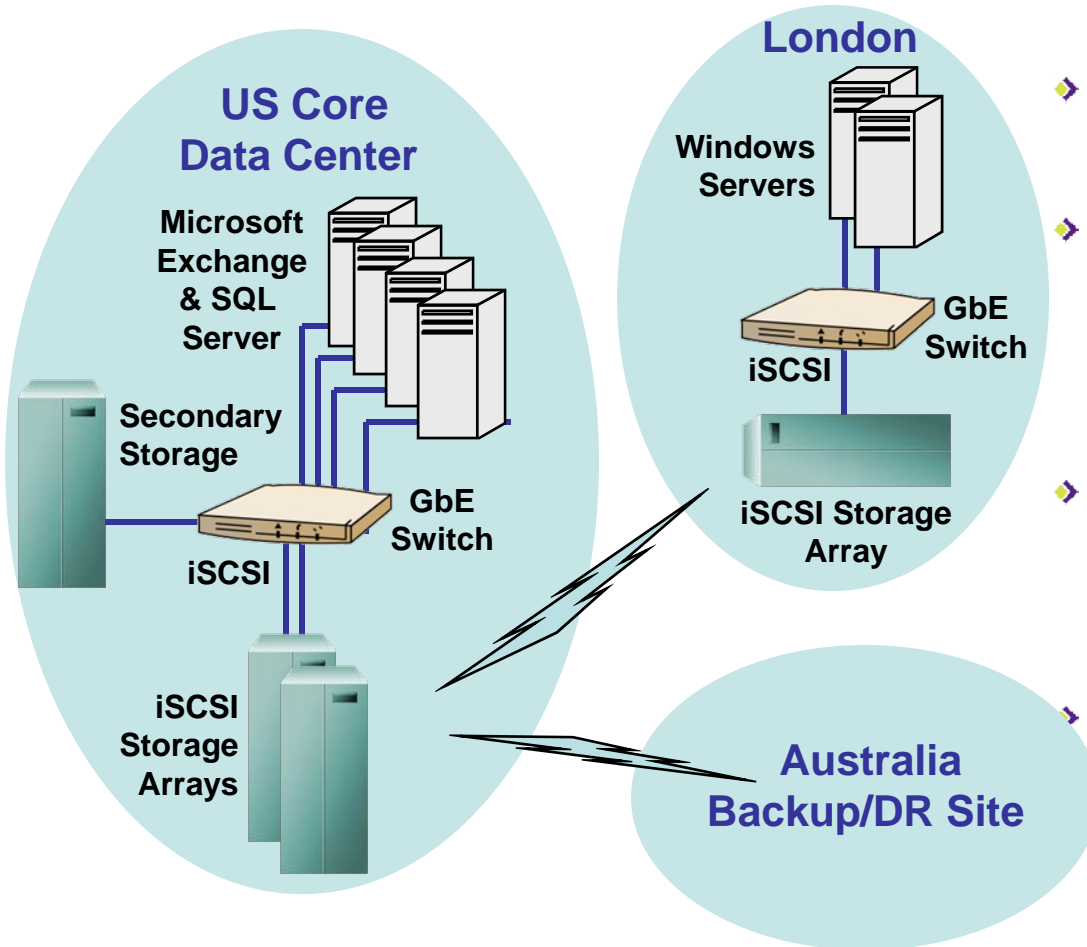 US Core
Data Center
Microsoft
Exchange
& SQL
Server
Secondary
Storage
GbE
Switch
iSCSI
iSCSI
Storage
Arrays
London
Windows
Servers
GbE
Switch
iSCSI
iSCSI Storage
Array
Australia
Backup/DR Site